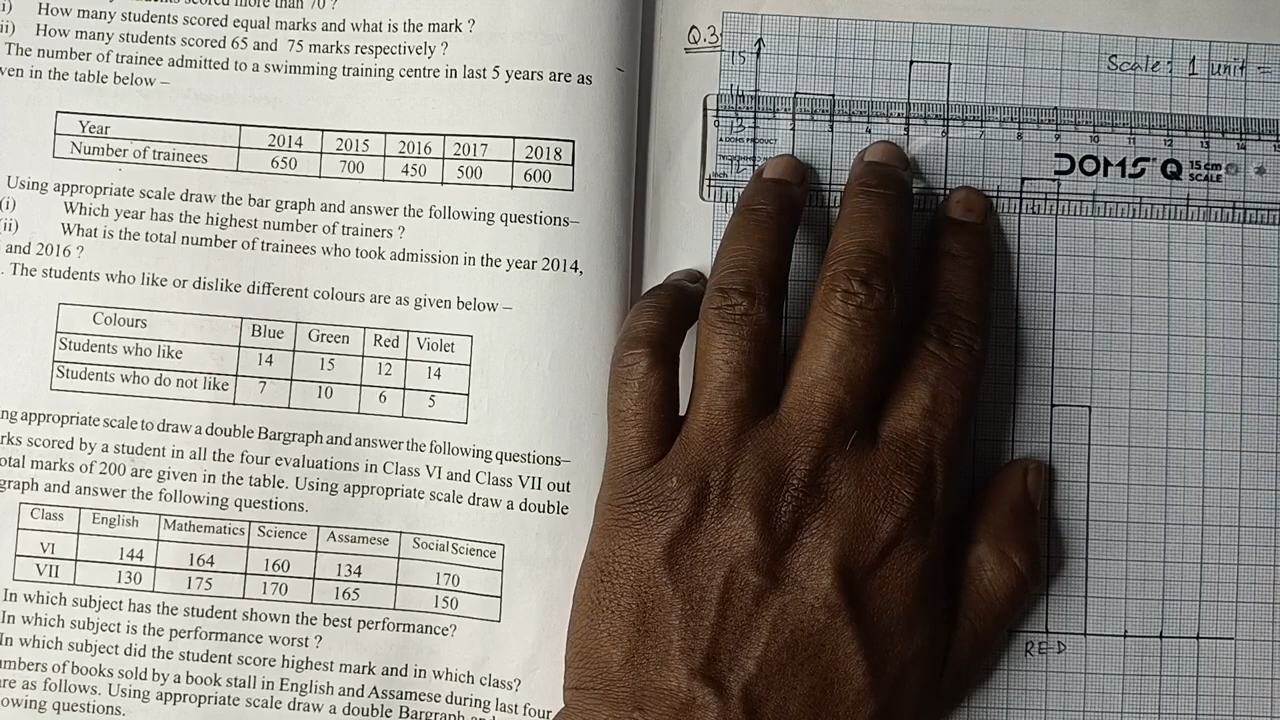 more than 70 ?
i) How many students scored equal marks and what is the mark ?
ii) How many students scored 65 and 75 marks respectively ?
The number of trainee admitted to a swimming training centre in last 5 years are as
ven in the table below –
Year 2014 2015 2016 2017 2018
Number of trainees 650 700 450 500 600
Using appropriate scale draw the bar graph and answer the following questions–
(i) Which year has the highest number of trainers ?
(ii) What is the total number of trainees who took admission in the year 2014,
and 2016 ?
. The students who like or dislike different colours are as given below –
Colours Blue Green Red Violet
Students who like 14 15 12 14
Students who do not like 7 10 6 5
ng appropriate scale to draw a double Bargraph and answer the following questions–
rks scored by a student in all the four evaluations in Class VI and Class VII out
otal marks of 200 are given in the table. Using appropriate scale draw a double
graph and answer the following questions.
Class English Mathematics Science Assamese Social Science
VI 144 164 160 134 170
VII 130 175 170 165 150
In which subject has the student shown the best performance?
In which subject is the performance worst ?
In which subject did the student score highest mark and in which class?
umbers of books sold by a book stall in English and Assamese during last four
are as follows. Using appropriate scale draw a double Bargraph
owing questions.
Q.3
15
Scale: 1 unit =
13
A DOMS PRODUCT
DOMS Q 15 cm SCALE
Inch
RED